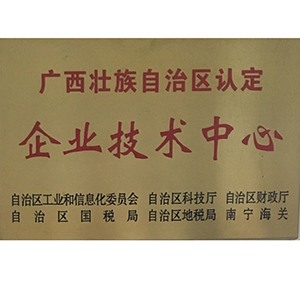 广西壮族自治区认定
企业技术中心
自治区工业和信息化委员会 自治区科技厅 自治区财政厅
自治区国税局 自治区地税局 南宁海关